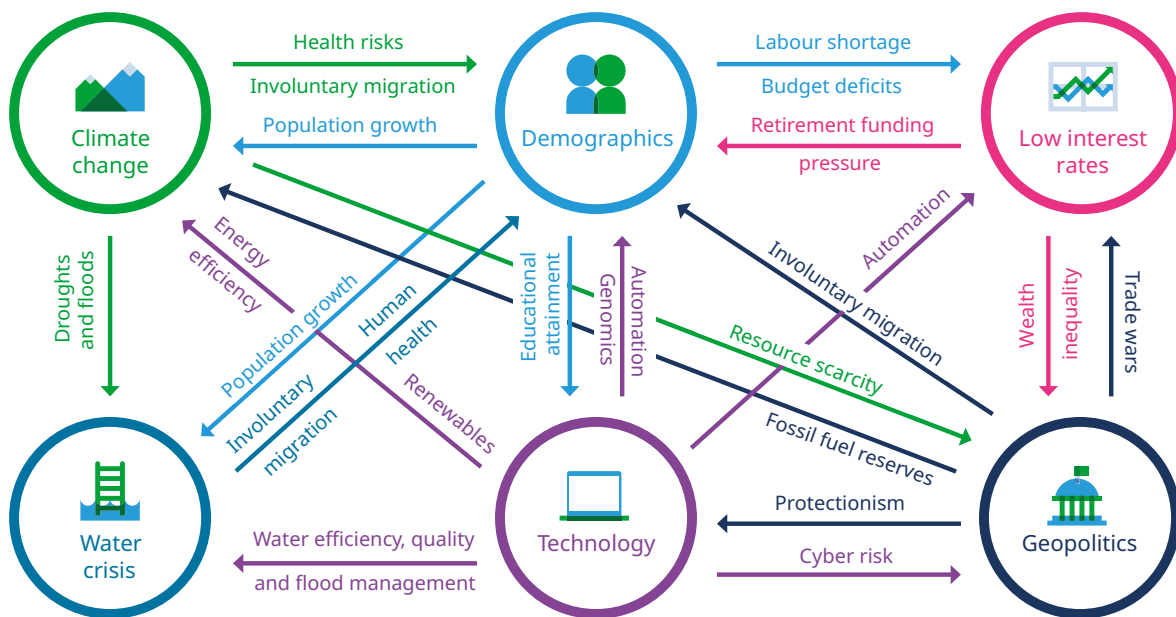 Health risks
Involuntary migration
Population growth
Labour shortage
Budget deficits
Retirement funding
pressure
Climate
change
Demographics
Low interest
rates
Energy
efficiency
Automation
Involuntary migration
Droughts
and floods
Population growth
Human
health
Educational
attainment
Automation
Genomics
Resource scarcity
Wealth
inequality
Trade wars
Involuntary
migration
Renewables
Fossil fuel reserves
Water
crisis
Water efficiency, quality
and flood management
Technology
Protectionism
Cyber risk
Geopolitics